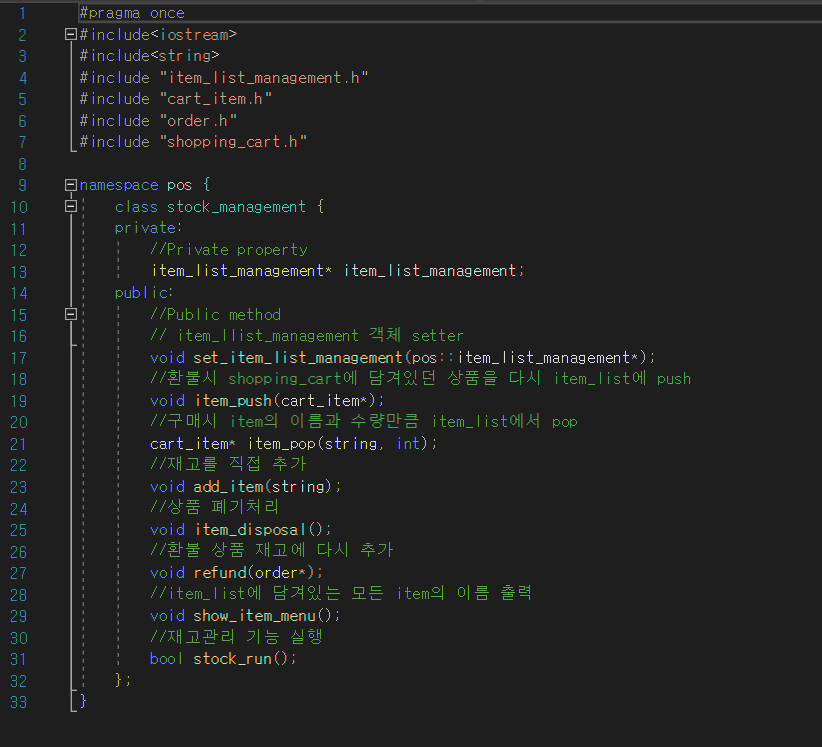 1 #pragma once
2 #include<iostream>
3 #include<string>
4 #include "item_list_management.h"
5 #include "cart_item.h"
6 #include "order.h"
7 #include "shopping_cart.h"
8
9 namespace pos {
10 class stock_management {
11 private:
12 //Private property
13 item_list_management* item_list_management;
14 public:
15 //Public method
16 // item_llist_management 객체 setter
17 void set_item_list_management(pos::item_list_management*);
18 //환불시 shopping_cart에 담겨있던 상품을 다시 item_list에 push
19 void item_push(cart_item*);
20 //구매시 item의 이름과 수량만큼 item_list에서 pop
21 cart_item* item_pop(string, int);
22 //재고를 직접 추가
23 void add_item(string);
24 //상품 폐기처리
25 void item_disposal();
26 //환불 상품 재고에 다시 추가
27 void refund(order*);
28 //item_list에 담겨있는 모든 item의 이름 출력
29 void show_item_menu();
30 //재고관리 기능 실행
31 bool stock_run();
32 };
33 }